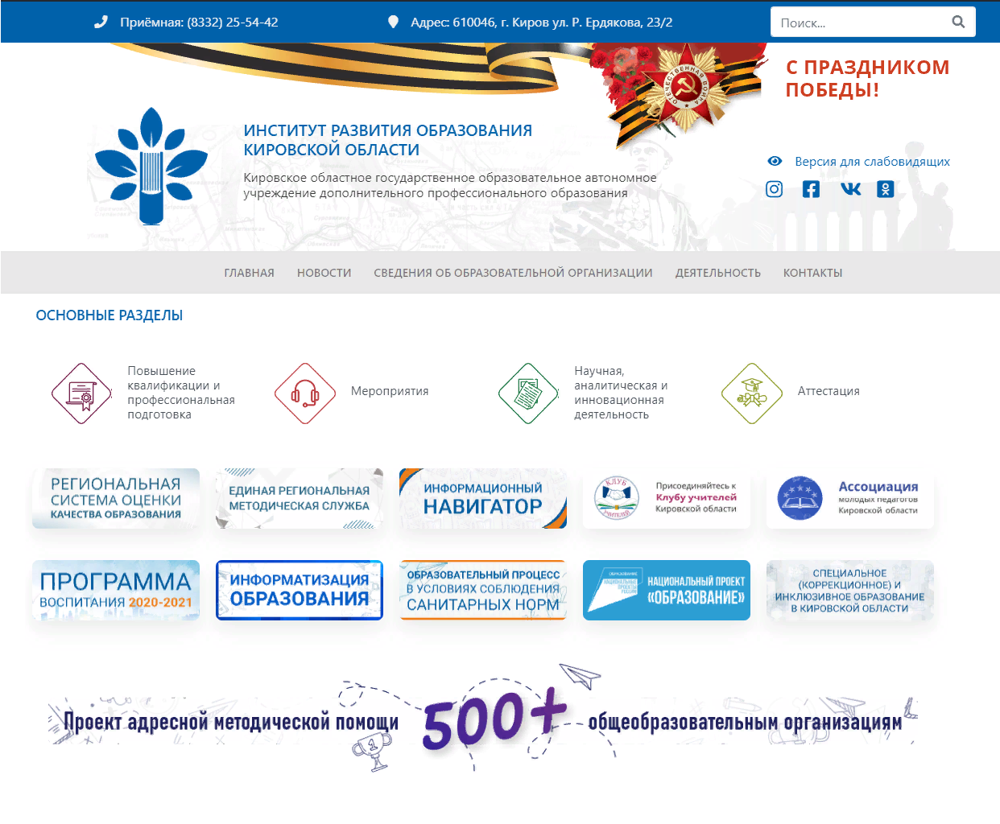 Приёмная: (8332) 25-54-42
Адрес: 610046, г. Киров ул. Р. Ердякова, 23/2
Поиск...
С ПРАЗДНИКОМ
ПОБЕДЫ!
ОТЕЧЕСТВЕННАЯ ВОЙНА
ИНСТИТУТ РАЗВИТИЯ ОБРАЗОВАНИЯ
КИРОВСКОЙ ОБЛАСТИ
Кировское областное государственное образовательное автономное
учреждение дополнительного профессионального образования
Версия для слабовидящих
ГЛАВНАЯ
НОВОСТИ
СВЕДЕНИЯ ОБ ОБРАЗОВАТЕЛЬНОЙ ОРГАНИЗАЦИИ
ДЕЯТЕЛЬНОСТЬ
КОНТАКТЫ
ОСНОВНЫЕ РАЗДЕЛЫ
Повышение
квалификации и
профессиональная
подготовка
Мероприятия
Научная,
аналитическая и
инновационная
деятельность
Аттестация
РЕГИОНАЛЬНАЯ
СИСТЕМА ОЦЕНКИ
КАЧЕСТВА ОБРАЗОВАНИЯ
ЕДИНАЯ РЕГИОНАЛЬНАЯ
МЕТОДИЧЕСКАЯ СЛУЖБА
ИНФОРМАЦИОННЫЙ
НАВИГАТОР
КЛУБ
УЧИТЕЛЕЙ
Присоединяйтесь к
Клубу учителей
Кировской области
Ассоциация
молодых педагогов
Кировской области
ПРОГРАММА
ВОСПИТАНИЯ 2020-2021
ИНФОРМАТИЗАЦИЯ
ОБРАЗОВАНИЯ
ОБРАЗОВАТЕЛЬНЫЙ ПРОЦЕСС
В УСЛОВИЯХ СОБЛЮДЕНИЯ
САНИТАРНЫХ НОРМ
ОБРАЗОВАНИЕ
НАЦИОНАЛЬНЫЕ
ПРОЕКТЫ
РОССИИ
НАЦИОНАЛЬНЫЙ ПРОЕКТ
«ОБРАЗОВАНИЕ»
СПЕЦИАЛЬНОЕ
(КОРРЕКЦИОННОЕ) И
ИНКЛЮЗИВНОЕ ОБРАЗОВАНИЕ
В КИРОВСКОЙ ОБЛАСТИ
Проект адресной методической помощи 500+ общеобразовательным организациям
1